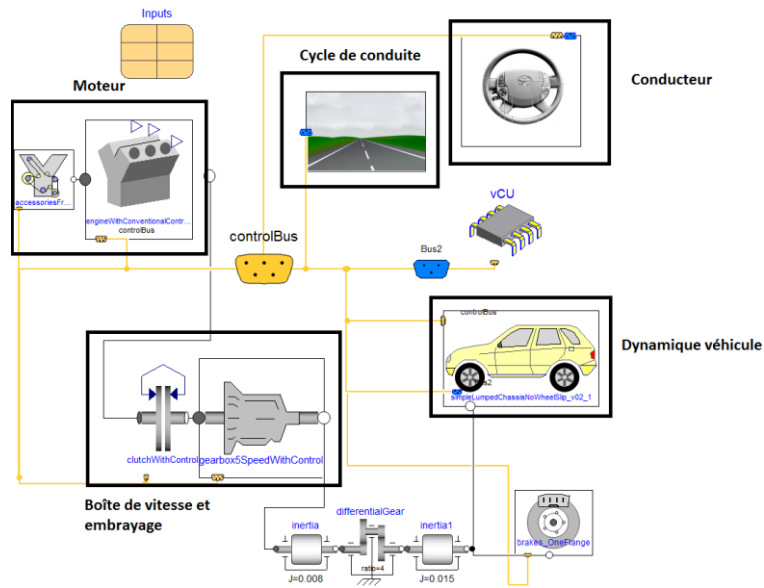 Inputs
Moteur
Cycle de conduite
Conducteur
accessoriesFr...
engineWithConventionalContr...
controlBus
controlBus
vCU
Bus2
controlBus
Dynamique véhicule
simpleLumpedChassisNoWheelSlip_v02_1
clutchWithControl
gearbox5SpeedWithControl
Boîte de vitesse et
embrayage
inertia
differentialGear
inertia1
brakes_OneFlange
ratio=4
J=0.008
J=0.015